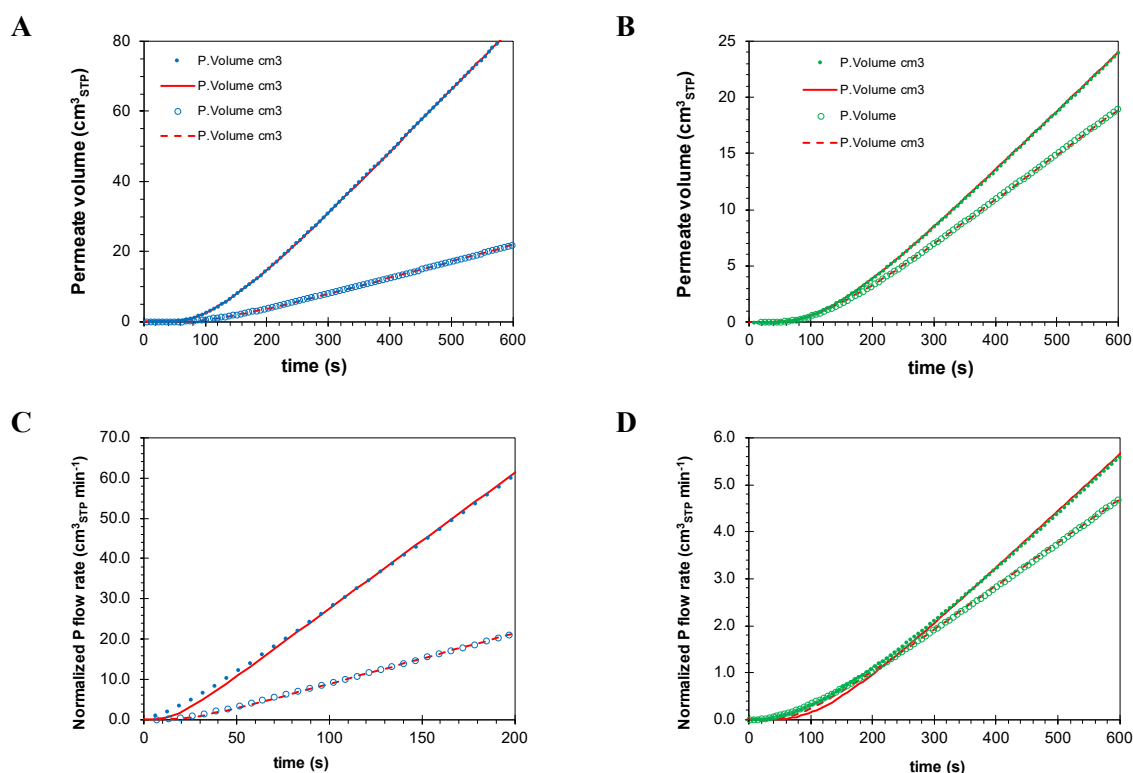 A
Permeate volume (cm³STP)
80
60
40
20
0
P.Volume cm3
P.Volume cm3
P.Volume cm3
P.Volume cm3
0 100 200 300 400 500 600
time (s)
B
Permeate volume (cm³STP)
25
20
15
10
5
0
P.Volume cm3
P.Volume cm3
P.Volume
P.Volume cm3
0 100 200 300 400 500 600
time (s)
C
Normalized P flow rate (cm³STP min⁻¹)
70.0
60.0
50.0
40.0
30.0
20.0
10.0
0.0
0 50 100 150 200
time (s)
D
Normalized P flow rate (cm³STP min⁻¹)
6.0
5.0
4.0
3.0
2.0
1.0
0.0
0 100 200 300 400 500 600
time (s)